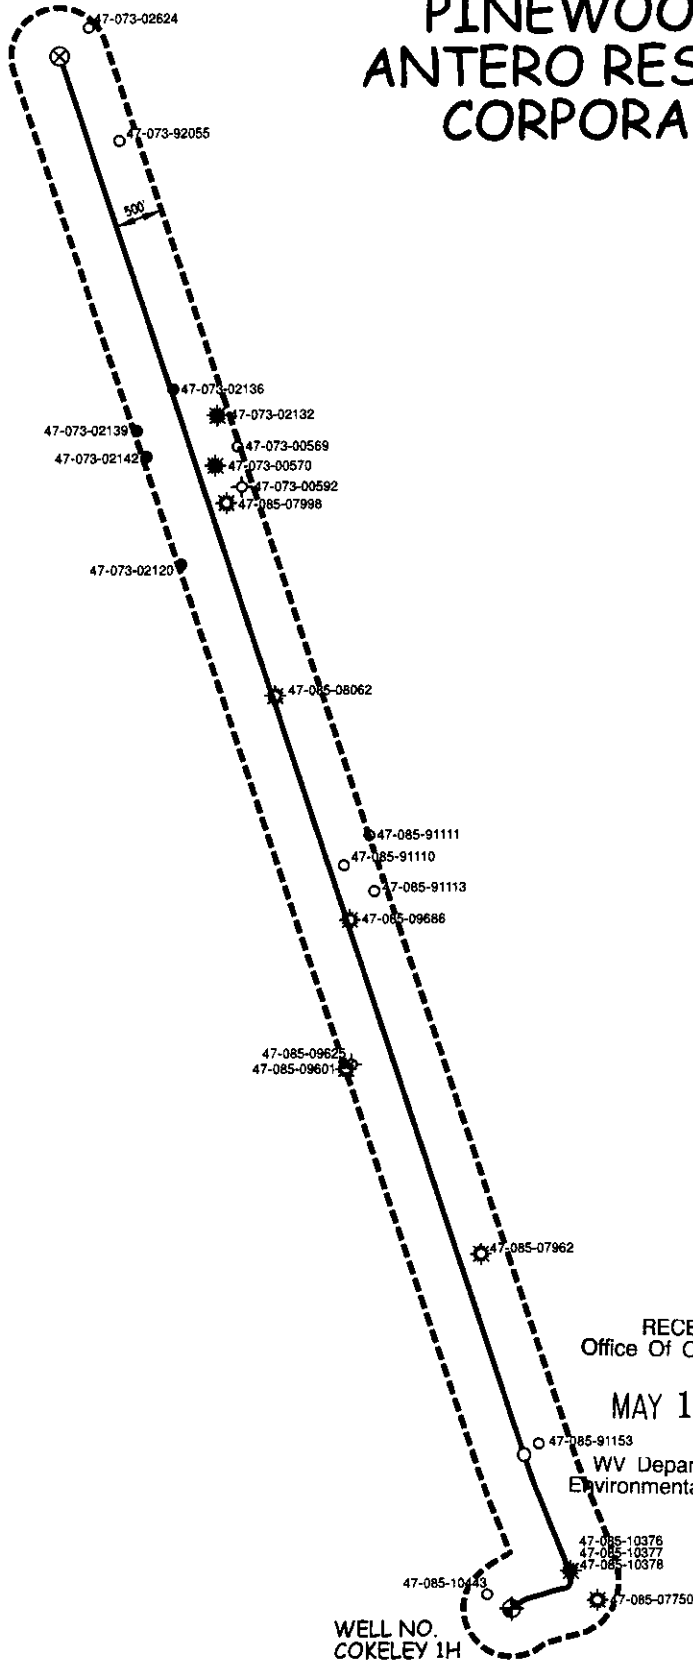 47-073-02624
PINEWOO
ANTERO RES
CORPORA
47-073-92055
500'
47-073-02136
47-073-02132
47-073-02139
47-073-00569
47-073-02142
47-073-00570
47-073-00592
47-085-07998
47-073-02120
47-085-08062
47-085-91111
47-085-91110
47-085-91113
47-085-09686
47-085-09625
47-085-09601
47-085-07962
RECE
Office Of O
MAY 1
47-085-91153
WV Depar
Environmenta
47-085-10376
47-085-10377
47-085-10378
47-085-10443
47-085-07750
WELL NO.
COKELEY 1H